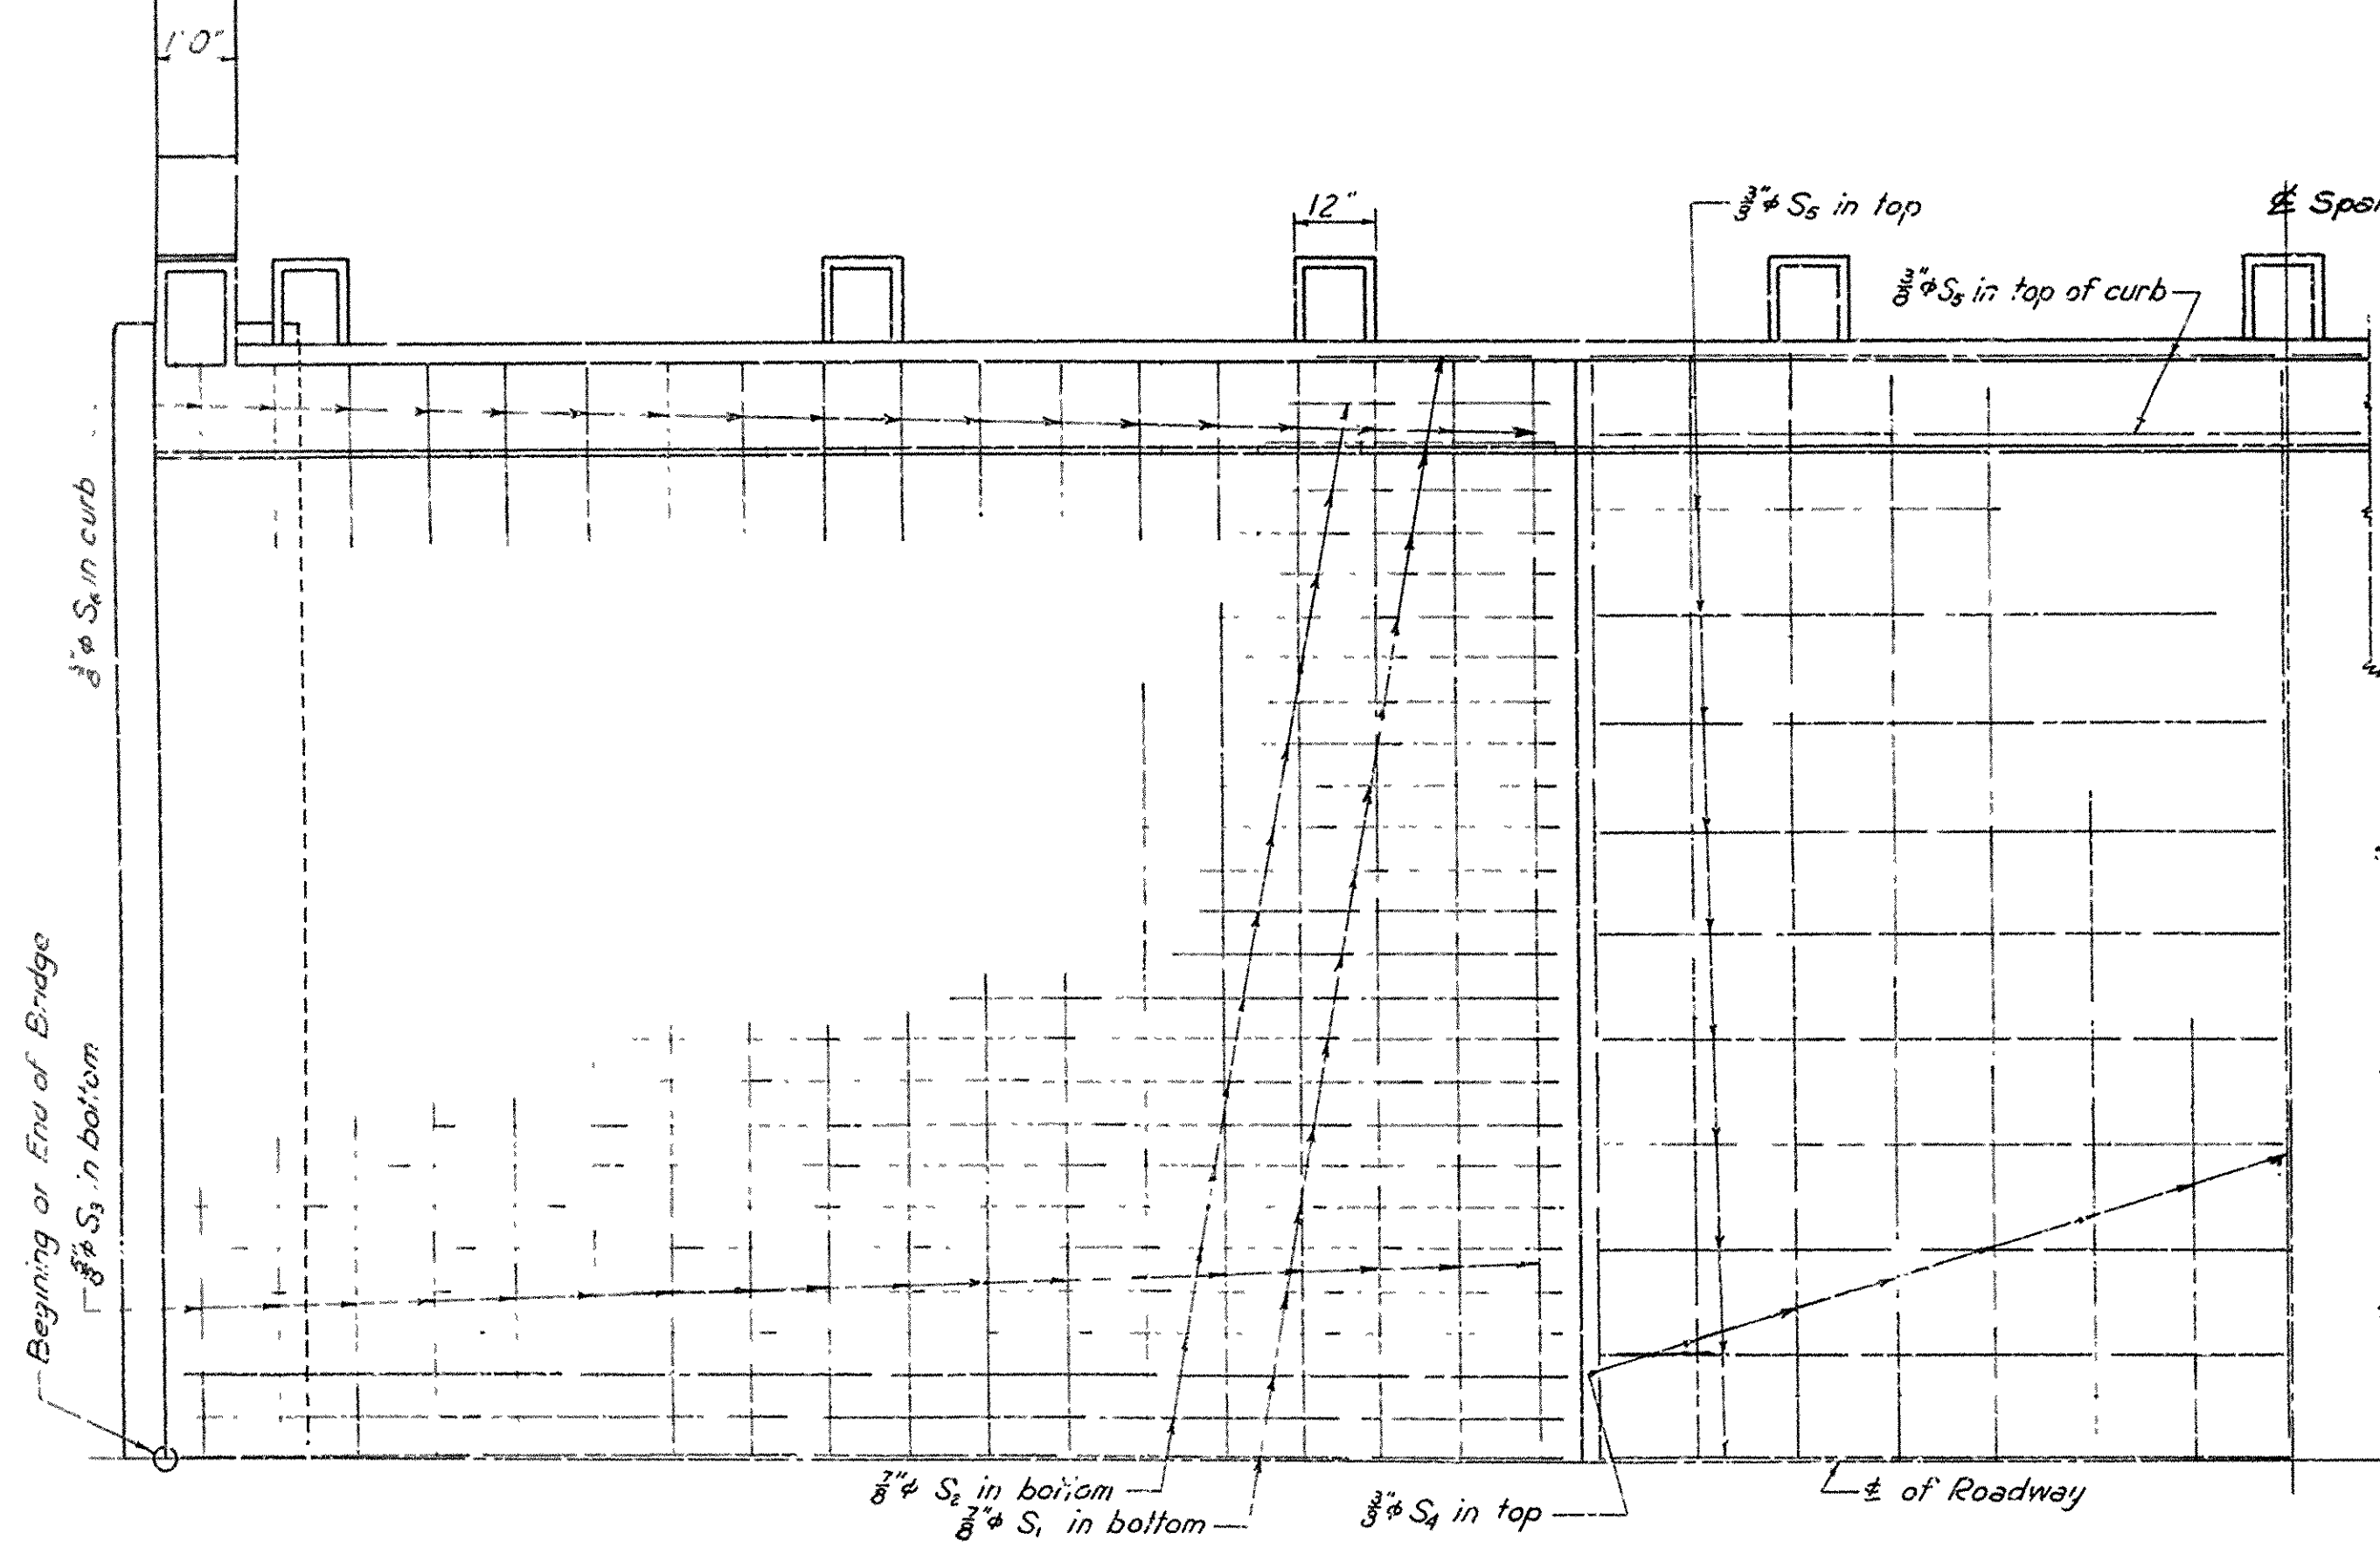 1'0"
12"
3/8"ϕ S5 in top
℄ Span
3/8"ϕ S5 in top of curb
3/8"ϕ S6 in curb
Begining or End of Bridge
5/8"ϕ S3 in bottom
7/8"ϕ S2 in bottom
7/8"ϕ S1 in bottom
3/8"ϕ S4 in top
℄ of Roadway